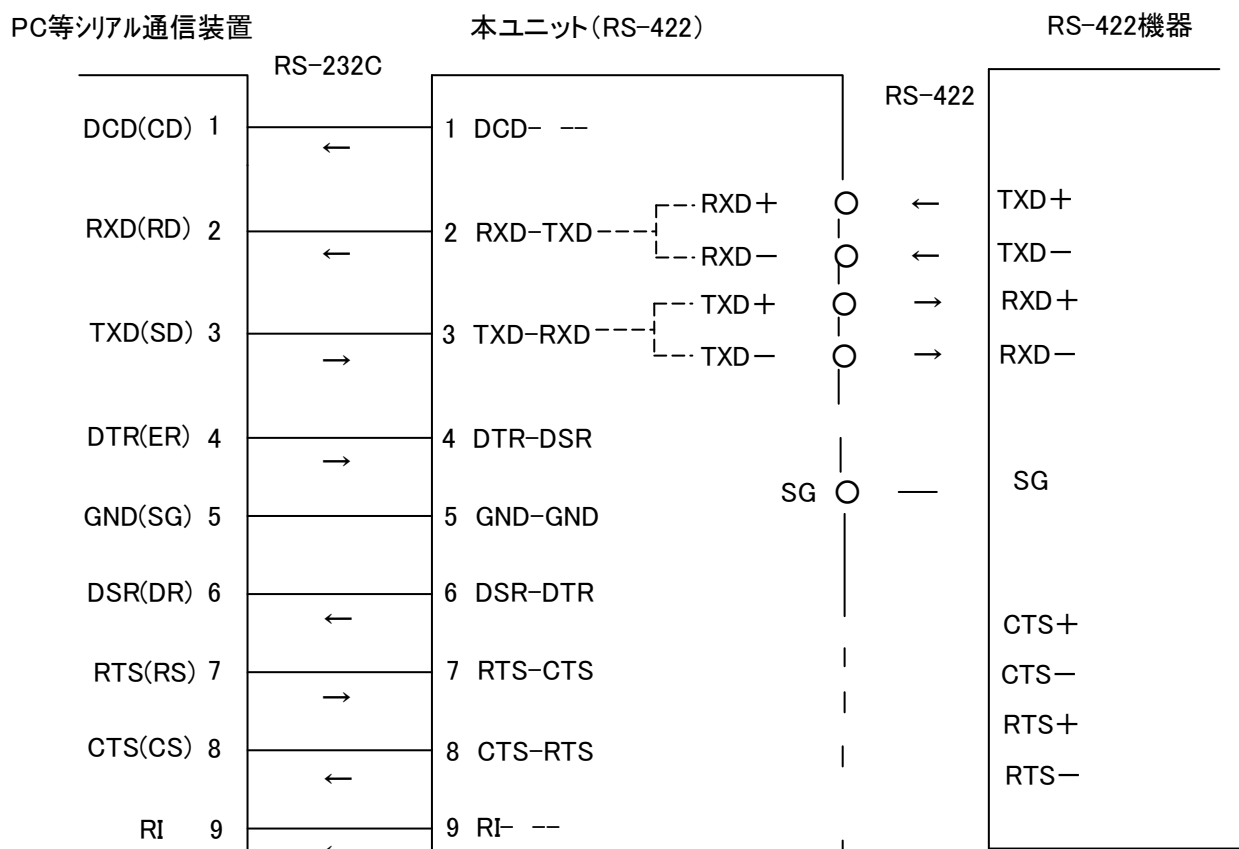 PC等シリアル通信装置 本ユニット(RS-422) RS-422機器
RS-232C RS-422
DCD(CD) 1 1 DCD- --
←
RXD+ ← TXD+
RXD(RD) 2 2 RXD-TXD
← RXD- ← TXD-
TXD+ → RXD+
TXD(SD) 3 3 TXD-RXD
→ TXD- → RXD-
DTR(ER) 4 4 DTR-DSR
→
SG SG
GND(SG) 5 5 GND-GND
DSR(DR) 6 6 DSR-DTR
←
CTS+
RTS(RS) 7 7 RTS-CTS CTS-
→
RTS+
CTS(CS) 8 8 CTS-RTS
← RTS-
RI 9 9 RI- --
←